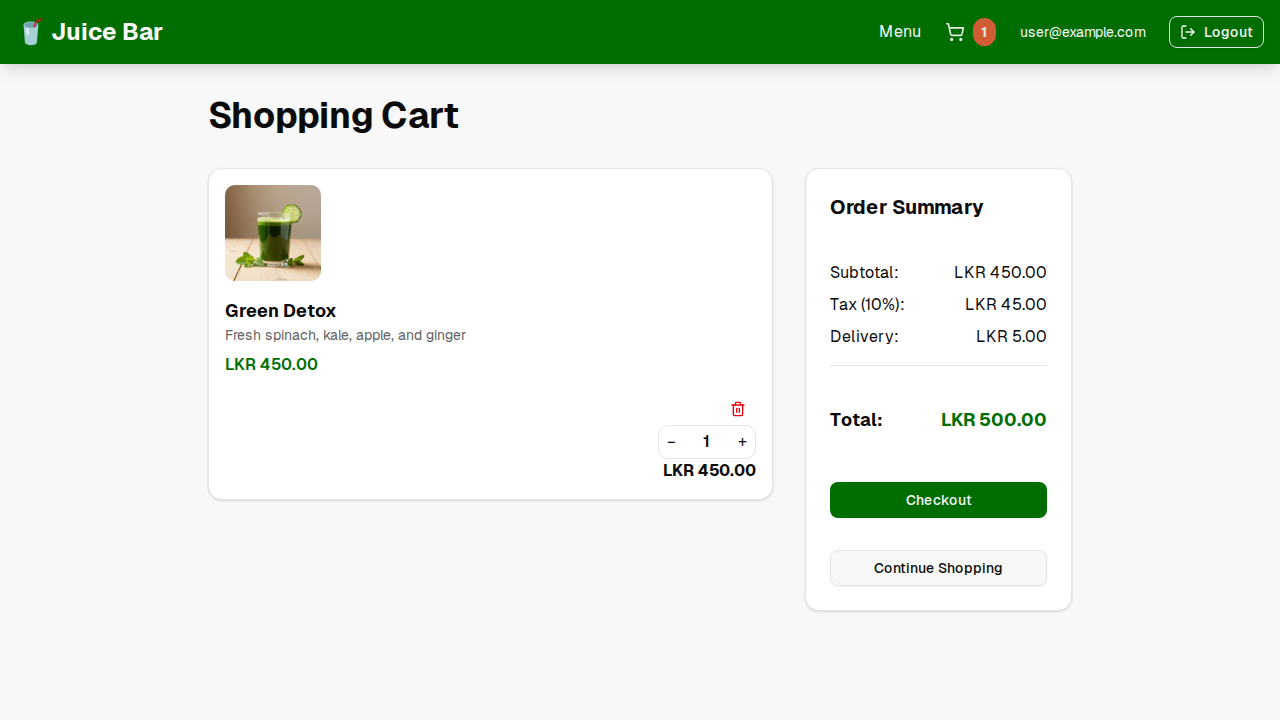 Juice Bar
Menu
1
user@example.com
Logout
Shopping Cart
Green Detox
Fresh spinach, kale, apple, and ginger
LKR 450.00
− 1 +
LKR 450.00
Order Summary
Subtotal: LKR 450.00
Tax (10%): LKR 45.00
Delivery: LKR 5.00
Total: LKR 500.00
Checkout
Continue Shopping